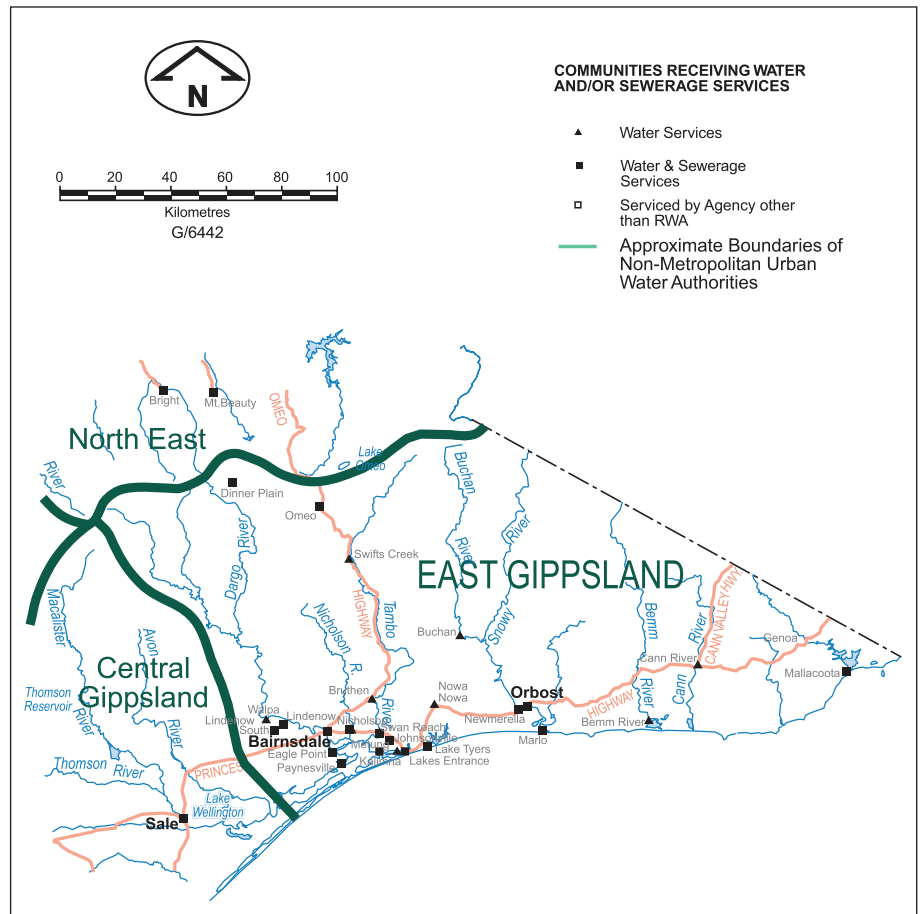 N
0 20 40 60 80 100
Kilometres
G/6442
COMMUNITIES RECEIVING WATER
AND/OR SEWERAGE SERVICES
Water Services
Water & Sewerage
Services
Serviced by Agency other
than RWA
Approximate Boundaries of
Non-Metropolitan Urban
Water Authorities
Bright
Mt.Beauty
OMEO
North East
Lake
Omeo
River
Dinner Plain
Omeo
Buchan
River
River
Snowy
Swifts Creek
EAST GIPPSLAND
Dargo
River
HIGHWAY
Tambo
River
Nicholson
R.
Macalister
River
Avon
River
Central
Gippsland
Thomson
Reservoir
Thomson
River
Buchan
Bemm
River
Cann
River
CANN VALLEY HWY
Genoa
Cann River
Mallacoota
Bruthen
Nowa
Nowa
Orbost
Newmerella
HIGHWAY
Bemm River
Marlo
Walpa
Lindenow
Lindenow
South
Nicholson
Swan Reach
Johnsonville
Bairnsdale
Metung
Eagle Point
Kalimna
Lake Tyers
Lakes Entrance
Paynesville
PRINCES
Lake
Wellington
Sale